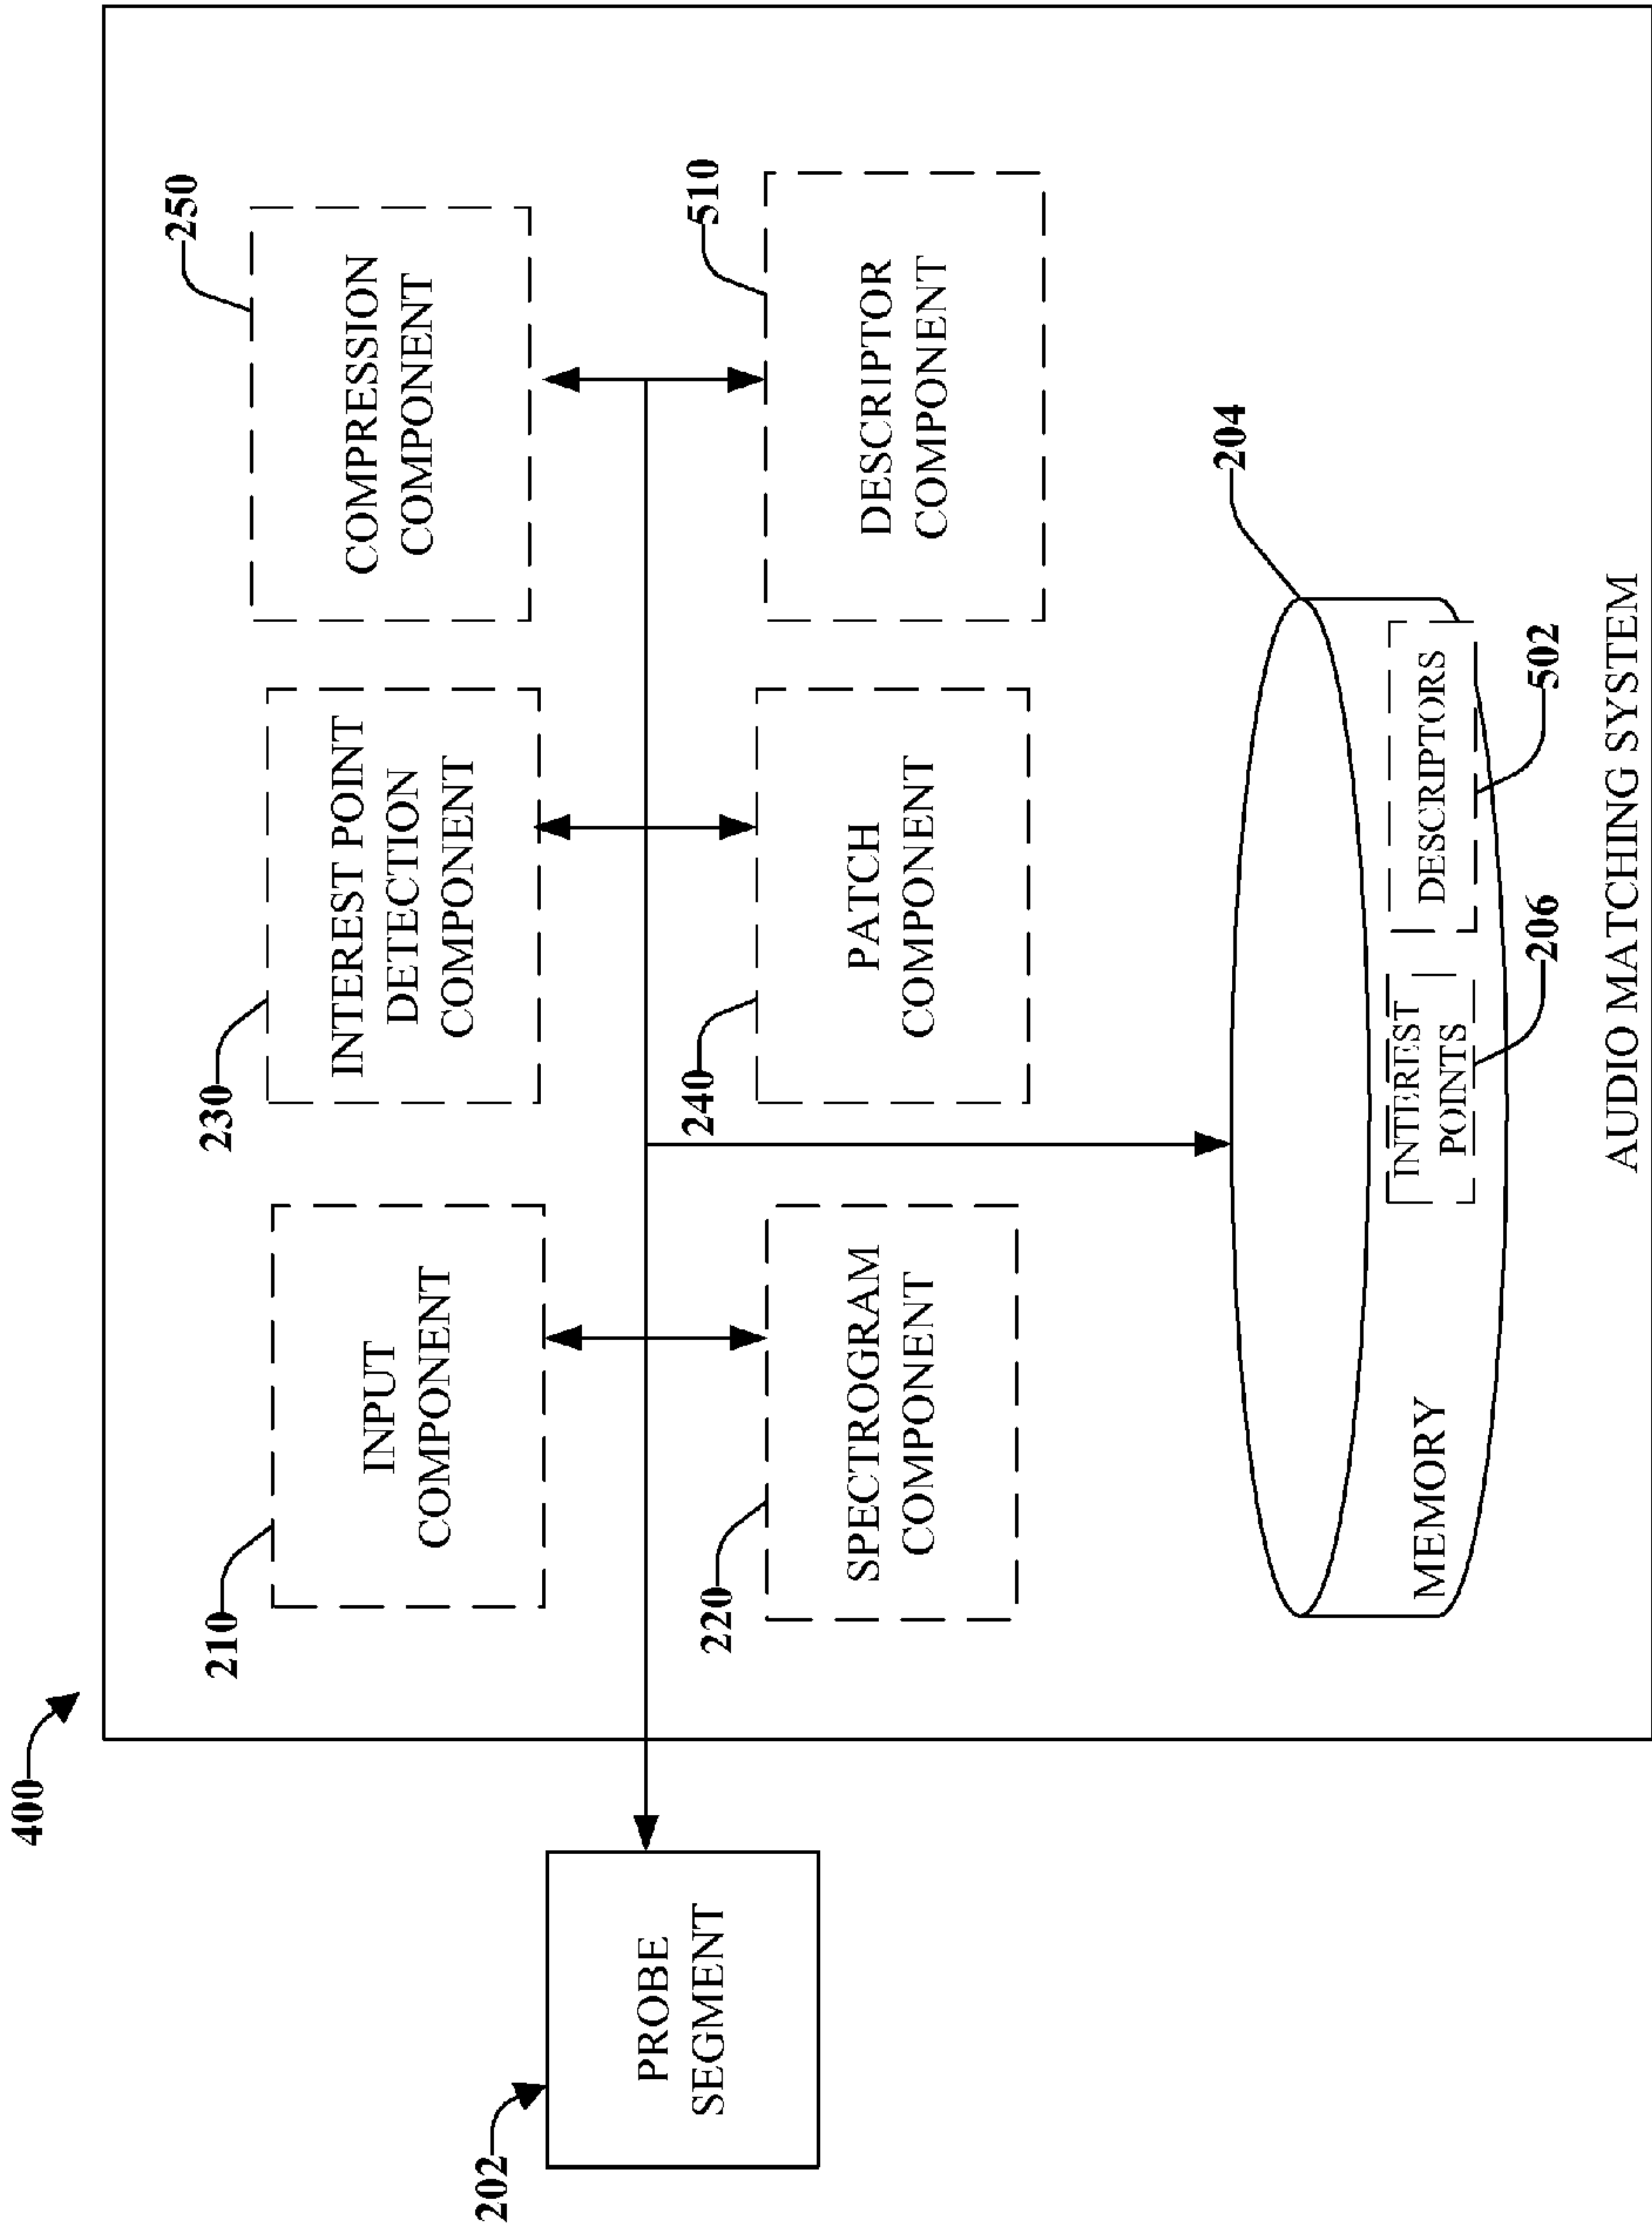 400
210
INPUT
COMPONENT
230
INTEREST POINT
DETECTION
COMPONENT
250
COMPRESSION
COMPONENT
202
PROBE
SEGMENT
220
SPECTROGRAM
COMPONENT
240
PATCH
COMPONENT
510
DESCRIPTOR
COMPONENT
204
MEMORY
INTEREST
POINTS
DESCRIPTORS
206
502
AUDIO MATCHING SYSTEM